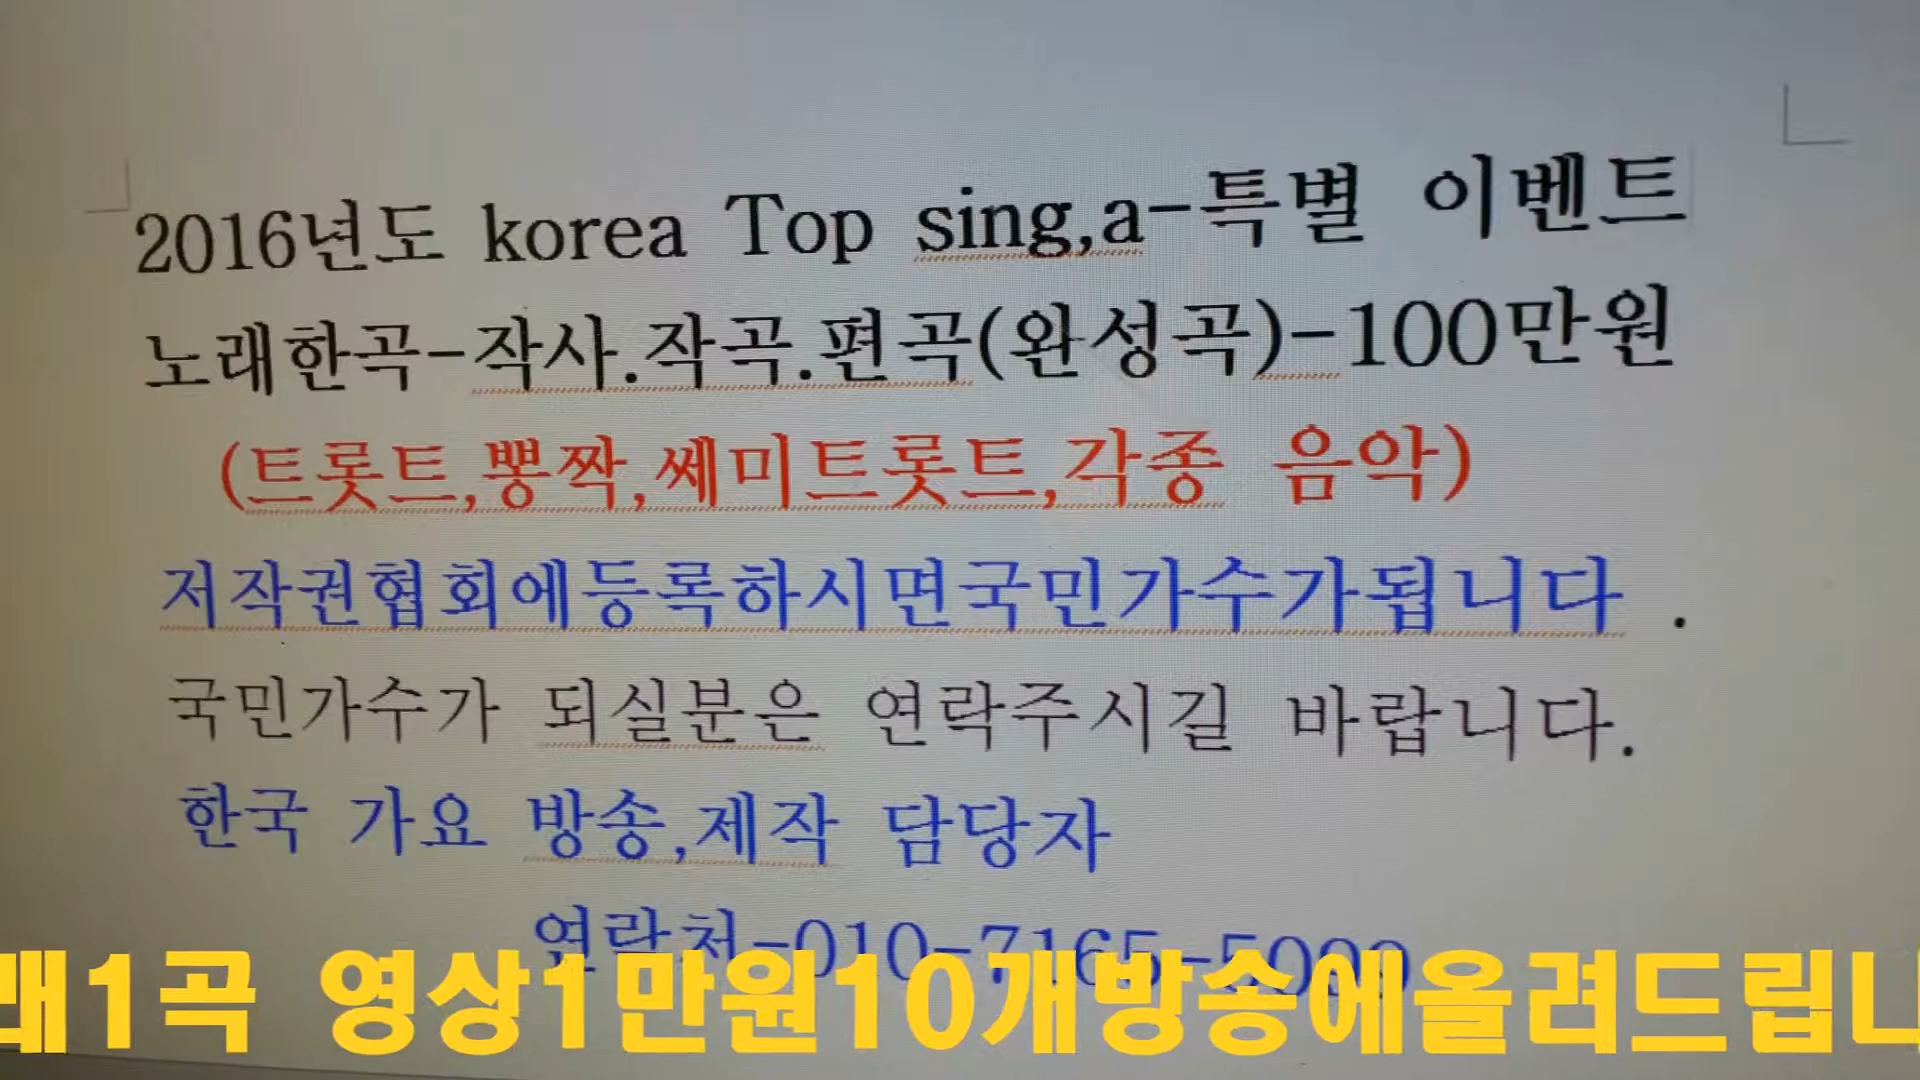 2016년도 korea Top sing,a-특별 이벤트
노래한곡-작사.작곡.편곡(완성곡)-100만원
(트롯트,뽕짝,쎄미트롯트,각종 음악)
저작권협회에등록하시면국민가수가됩니다 .
국민가수가 되실분은 연락주시길 바랍니다.
한국 가요 방송,제작 담당자
연락처-010-7165-
래1곡 영상1만원10개방송에올려드립니